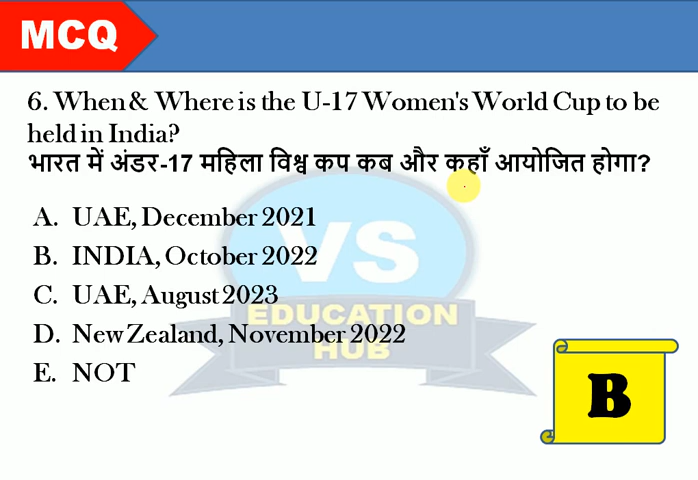 MCQ
6. When & Where is the U-17 Women's World Cup to be
held in India?
भारत में अंडर-17 महिला विश्व कप कब और कहाँ आयोजित होगा?
A. UAE, December 2021
B. INDIA, October 2022
C. UAE, August 2023
D. New Zealand, November 2022
E. NOT
VS
EDUCATION
HUB
B